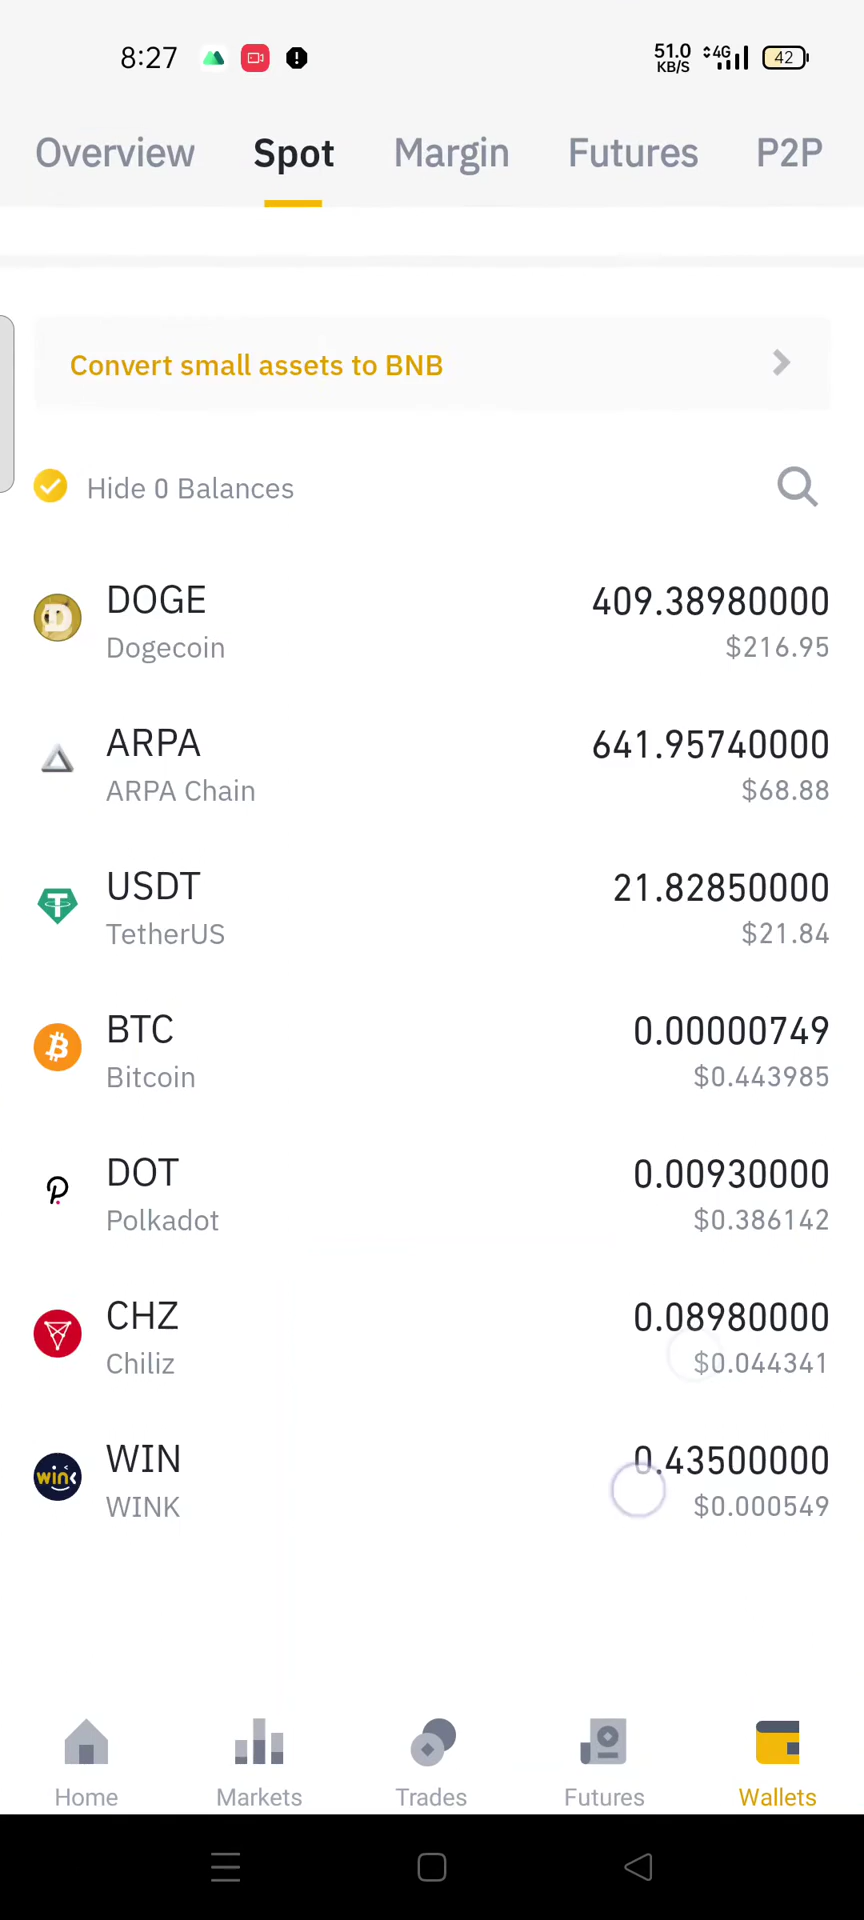 8:27
51.0
KB/S
4G
42
Overview Spot Margin Futures P2P
Convert small assets to BNB
Hide 0 Balances
DOGE 409.38980000
Dogecoin $216.95
ARPA 641.95740000
ARPA Chain $68.88
USDT 21.82850000
TetherUS $21.84
BTC 0.00000749
Bitcoin $0.443985
DOT 0.00930000
Polkadot $0.386142
CHZ 0.08980000
Chiliz $0.044341
WIN 0.43500000
WINK $0.000549
Home Markets Trades Futures Wallets